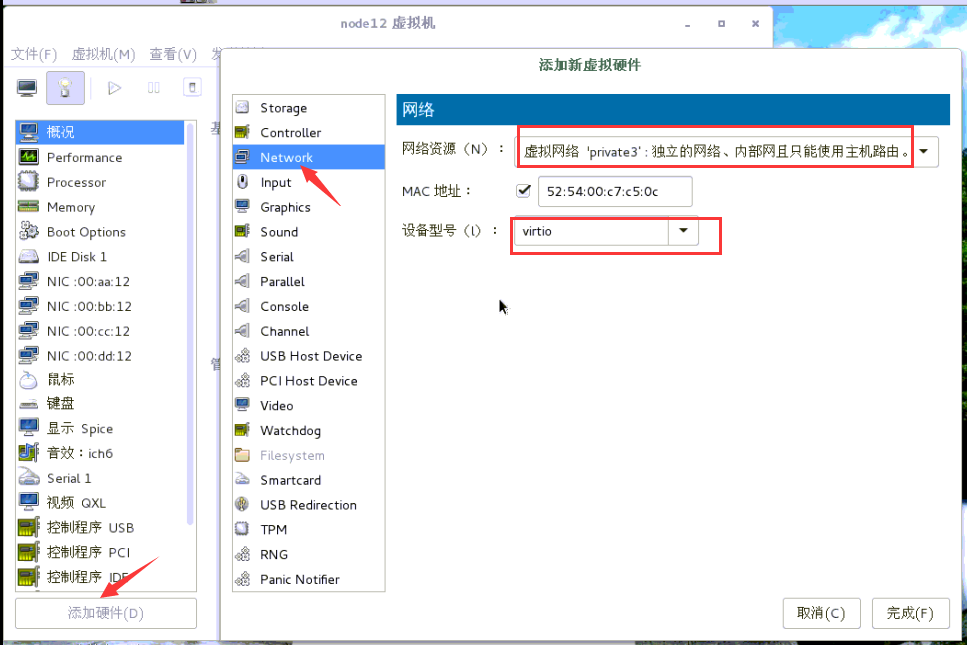 node12 虚拟机
文件(F) 虚拟机(M) 查看(V)
添加新虚拟硬件
概况
Performance
Processor
Memory
Boot Options
IDE Disk 1
NIC :00:aa:12
NIC :00:bb:12
NIC :00:cc:12
NIC :00:dd:12
鼠标
键盘
显示 Spice
音效：ich6
Serial 1
视频 QXL
控制程序 USB
控制程序 PCI
控制程序 IDE
添加硬件(D)
Storage
Controller
Network
Input
Graphics
Sound
Serial
Parallel
Console
Channel
USB Host Device
PCI Host Device
Video
Watchdog
Filesystem
Smartcard
USB Redirection
TPM
RNG
Panic Notifier
网络
网络资源（N）： 虚拟网络 'private3' : 独立的网络、内部网且只能使用主机路由。
MAC 地址： 52:54:00:c7:c5:0c
设备型号（I）： virtio
取消(C) 完成(F)